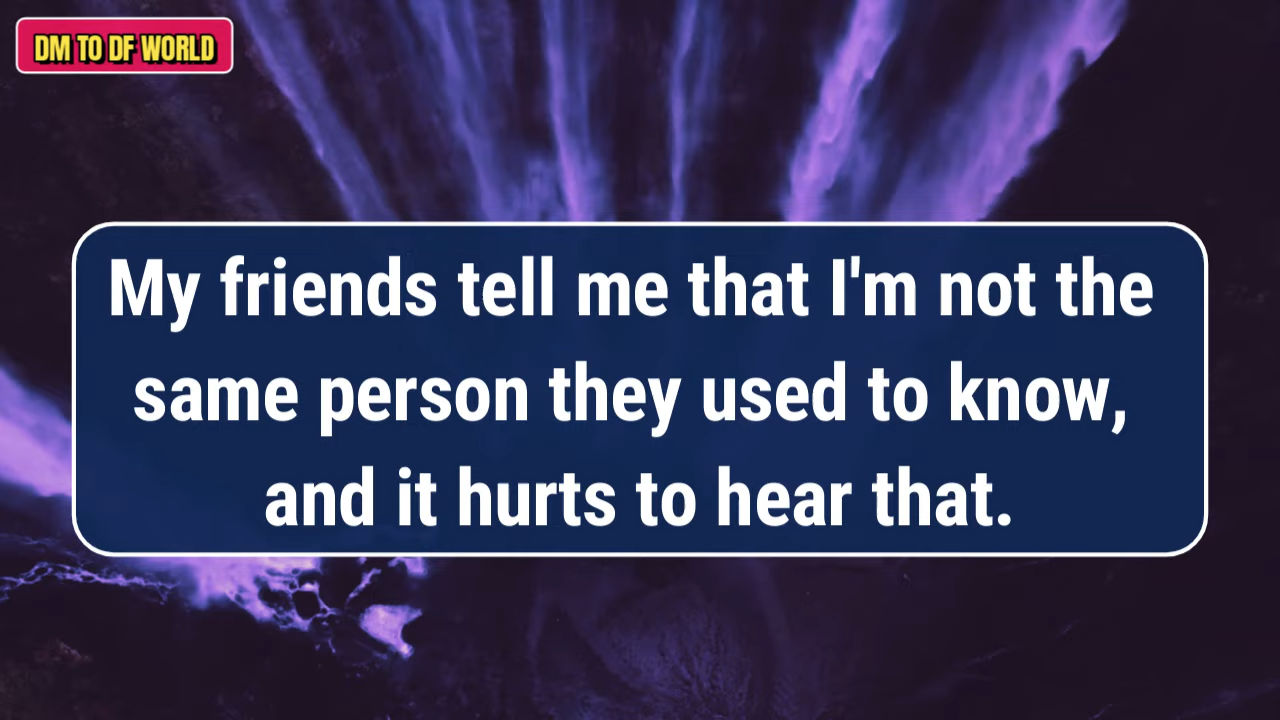 DM TO DF WORLD
My friends tell me that I'm not the
same person they used to know,
and it hurts to hear that.